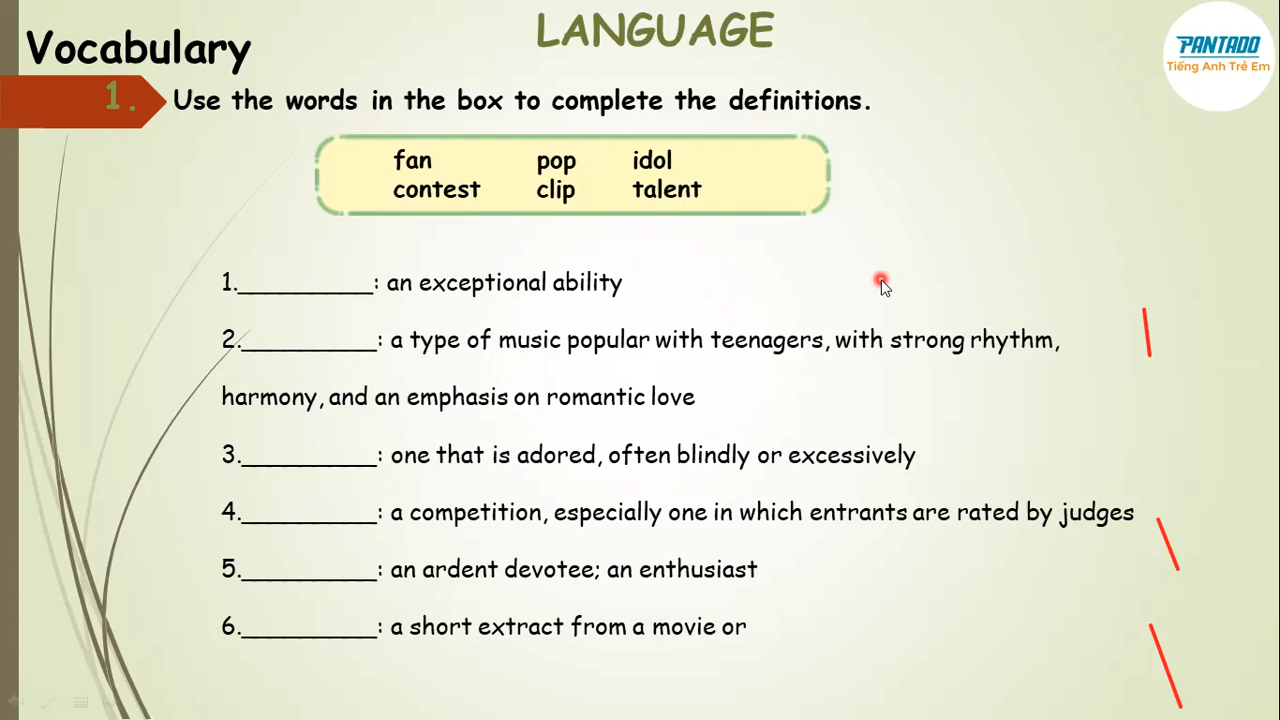 LANGUAGE
Vocabulary
PANTADO
Tiếng Anh Trẻ Em
1. Use the words in the box to complete the definitions.
fan pop idol
contest clip talent
1.__________: an exceptional ability
2.__________: a type of music popular with teenagers, with strong rhythm,
harmony, and an emphasis on romantic love
3.__________: one that is adored, often blindly or excessively
4.__________: a competition, especially one in which entrants are rated by judges
5.__________: an ardent devotee; an enthusiast
6.__________: a short extract from a movie or